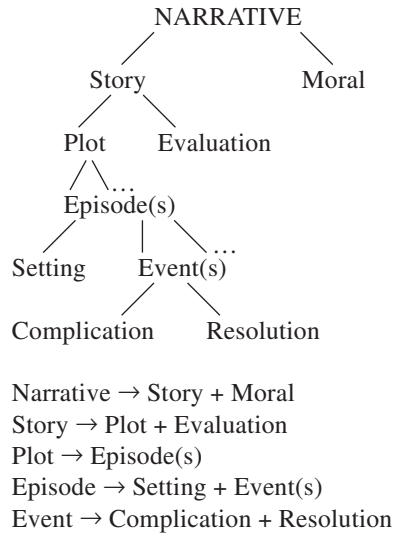 NARRATIVE
Story Moral
Plot Evaluation
...
Episode(s)
...
Setting Event(s)
Complication Resolution
Narrative → Story + Moral
Story → Plot + Evaluation
Plot → Episode(s)
Episode → Setting + Event(s)
Event → Complication + Resolution